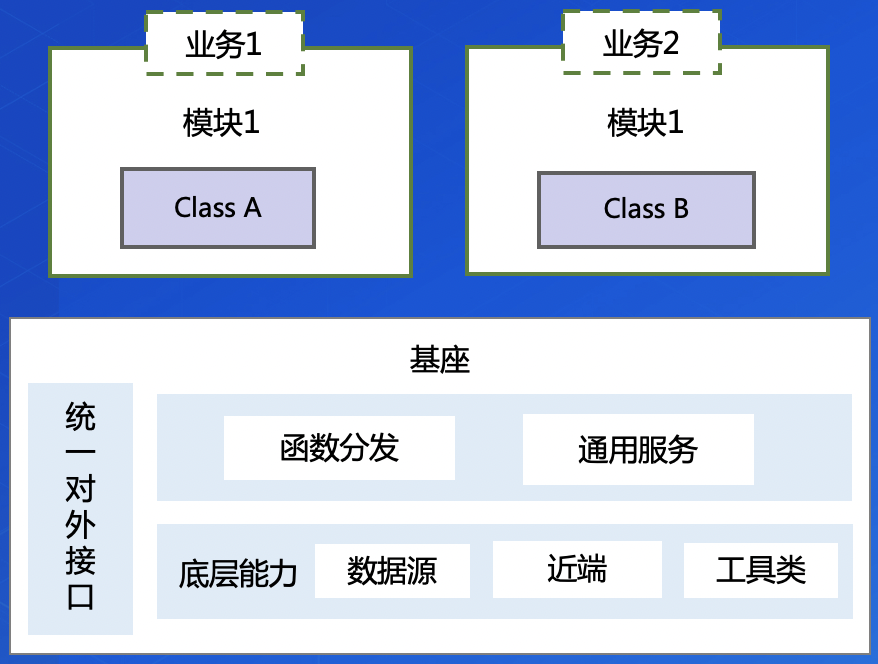 业务1
业务2
模块1
模块1
Class A
Class B
基座
统一对外接口
函数分发
通用服务
底层能力
数据源
近端
工具类